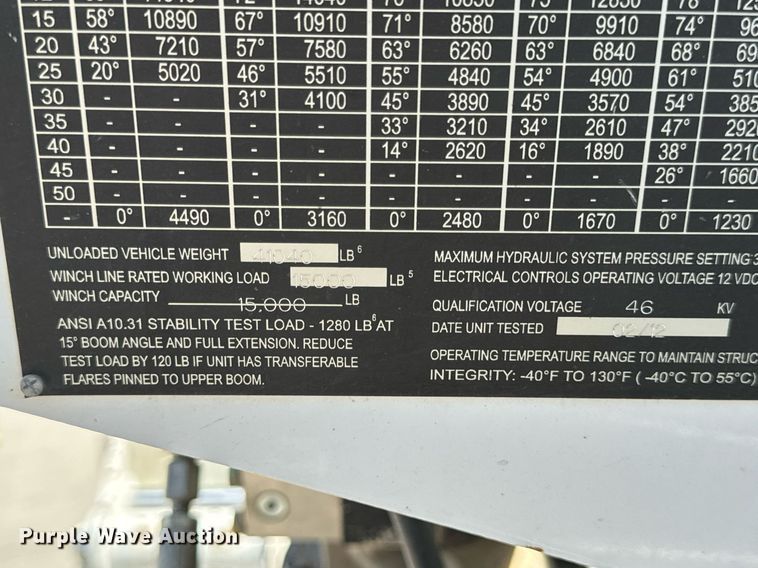 15 58° 10890 67° 10910 71° 8580 70° 9910 74°
20 43° 7210 57° 7580 63° 6260 63° 6840 68°
25 20° 5020 46° 5510 55° 4840 54° 4900 61°
30 - - 31° 4100 45° 3890 45° 3570 54°
35 - - - - 33° 3210 34° 2610 47°
40 - - - - 14° 2620 16° 1890 38° 2210
45 - - - - - - - - 26° 1660
50 - - - - - - - - - -
- 0° 4490 0° 3160 0° 2480 0° 1670 0° 1230
UNLOADED VEHICLE WEIGHT 41040 LB 6
WINCH LINE RATED WORKING LOAD 15000 LB 5
WINCH CAPACITY 15,000 LB
ANSI A10.31 STABILITY TEST LOAD - 1280 LB 6 AT
15° BOOM ANGLE AND FULL EXTENSION. REDUCE
TEST LOAD BY 120 LB IF UNIT HAS TRANSFERABLE
FLARES PINNED TO UPPER BOOM.
MAXIMUM HYDRAULIC SYSTEM PRESSURE SETTING
ELECTRICAL CONTROLS OPERATING VOLTAGE 12 VDC
QUALIFICATION VOLTAGE 46 KV
DATE UNIT TESTED 02/12
OPERATING TEMPERATURE RANGE TO MAINTAIN STRUC
INTEGRITY: -40°F TO 130°F ( -40°C TO 55°C)
Purple Wave Auction